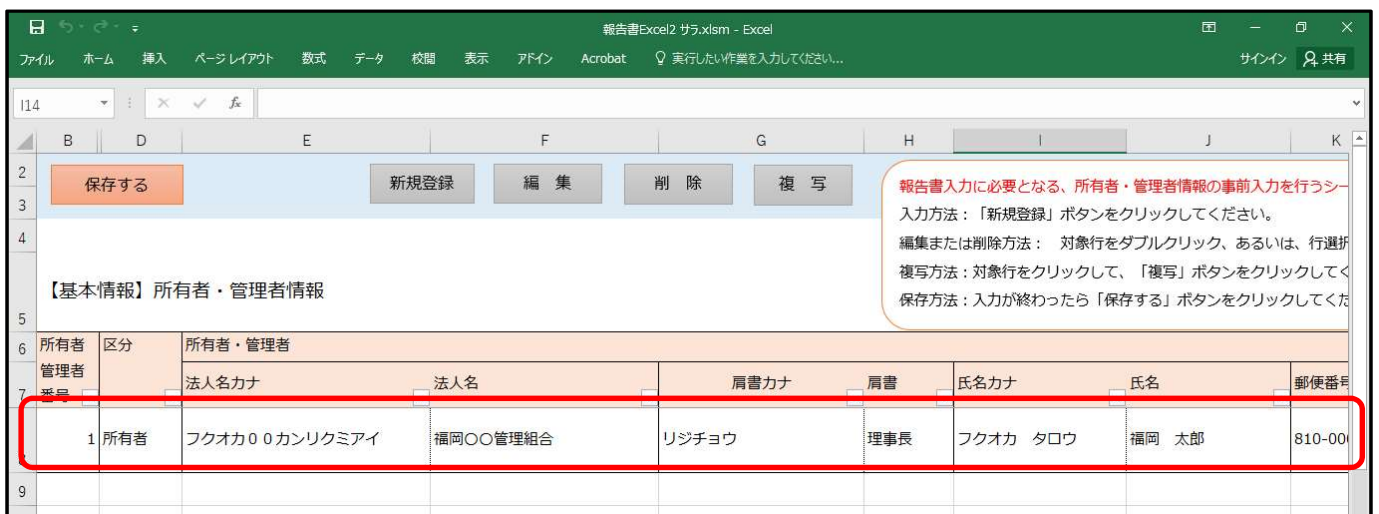 報告書Excel2 サラ.xlsm - Excel
ファイル ホーム 挿入 ページ レイアウト 数式 データ 校閲 表示 アドイン Acrobat 実行したい作業を入力してください... サインイン 共有
I14 fx
B D E F G H I J K
2 保存する 新規登録 編 集 削 除 複 写
報告書入力に必要となる、所有者・管理者情報の事前入力を行うシー
3 入力方法：「新規登録」ボタンをクリックしてください。
4 編集または削除方法： 対象行をダブルクリック、あるいは、行選択
複写方法：対象行をクリックして、「複写」ボタンをクリックしてく
【基本情報】所有者・管理者情報
5 保存方法：入力が終わったら「保存する」ボタンをクリックしてくだ
6 所有者 区分 所有者・管理者
管理者
7 番号 法人名カナ 法人名 肩書カナ 肩書 氏名カナ 氏名 郵便番号
1 所有者 フクオカ００カンリクミアイ 福岡〇〇管理組合 リジチョウ 理事長 フクオカ タロウ 福岡 太郎 810-00
9